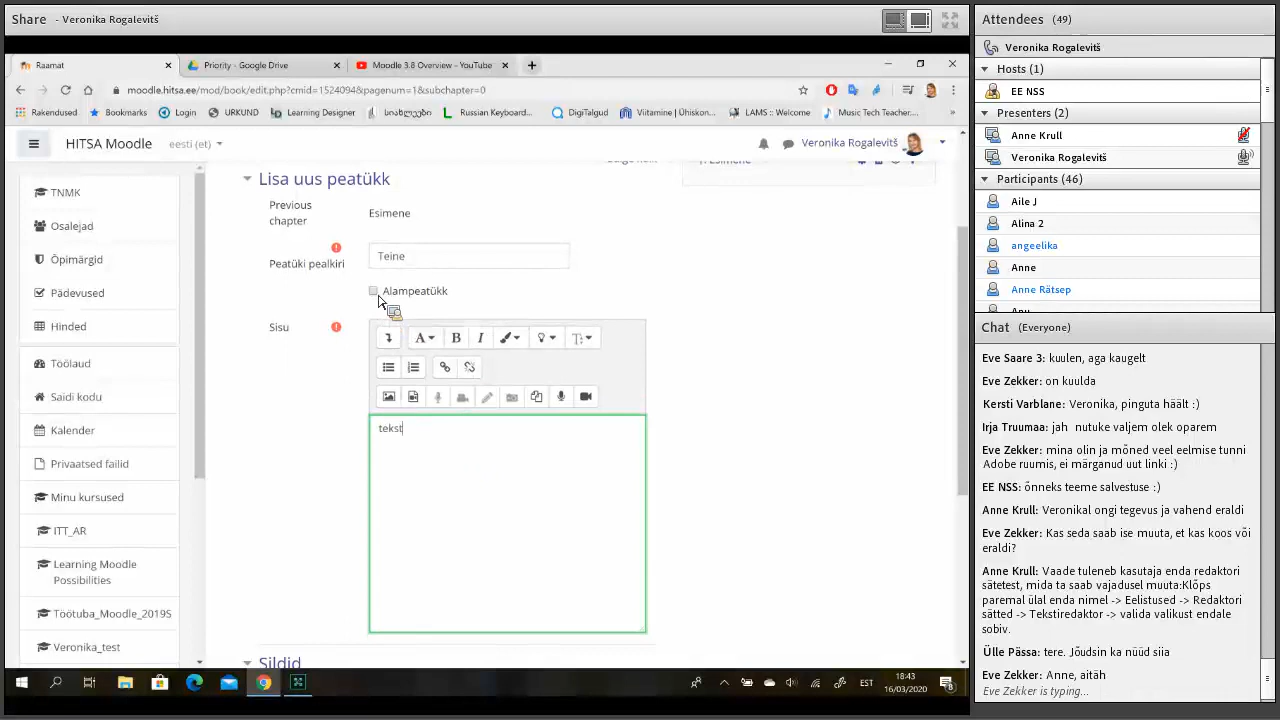 Share - Veronika Rogalevitš
Raamat
Priority - Google Drive
Moodle 3.8 Overview - YouTube
moodle.hitsa.ee/mod/book/edit.php?cmid=1524094&pagenum=1&subchapter=0
Rakendused
Bookmarks
Login
URKUND
Learning Designer
სახალხელო
Russian Keyboard...
DigiTalgud
Viitamine | Ühiskon...
LAMS :: Welcome
Music Tech Teacher,...
HITSA Moodle
eesti (et)
Veronika Rogalevitš
TNMK
Osalejad
Õpimärgid
Pädevused
Hinded
Töölaud
Saidi kodu
Kalender
Privaatsed failid
Minu kursused
ITT_AR
Learning Moodle
Possibilities
Töötuba_Moodle_2019S
Veronika_test
Lisa uus peatükk
Previous
chapter
Esimene
Peatüki pealkiri
Teine
Alampeatükk
Sisu
tekst
Sildid
EST
18:43
16/03/2020
Attendees (49)
Veronika Rogalevitš
Hosts (1)
EE NSS
Presenters (2)
Anne Krull
Veronika Rogalevitš
Participants (46)
Aile J
Alina 2
angeelika
Anne
Anne Rätsep
Chat (Everyone)
Eve Saare 3: kuulen, aga kaugelt
Eve Zekker: on kuulda
Kersti Varblane: Veronika, pinguta häält :)
Irja Truumaa: jah nutuke valjem olek oparem
Eve Zekker: mina olin ja mõned veel eelmise tunni
Adobe ruumis, ei märganud uut linki :)
EE NSS: õnneks teeme salvestuse :)
Anne Krull: Veronikal ongi tegevus ja vahend eraldi
Eve Zekker: Kas seda saab ise muuta, et kas koos või
eraldi?
Anne Krull: Vaade tuleneb kasutaja enda redaktori
sätetest, mida ta saab vajadusel muuta:Klõps
paremal ülal enda nimel -> Eelistused -> Redaktori
sätted -> Tekstiredaktor -> valida valikust endale
sobiv.
Ülle Pässa: tere. Jõudsin ka nüüd siia
Eve Zekker: Anne, aitäh
Eve Zekker is typing...